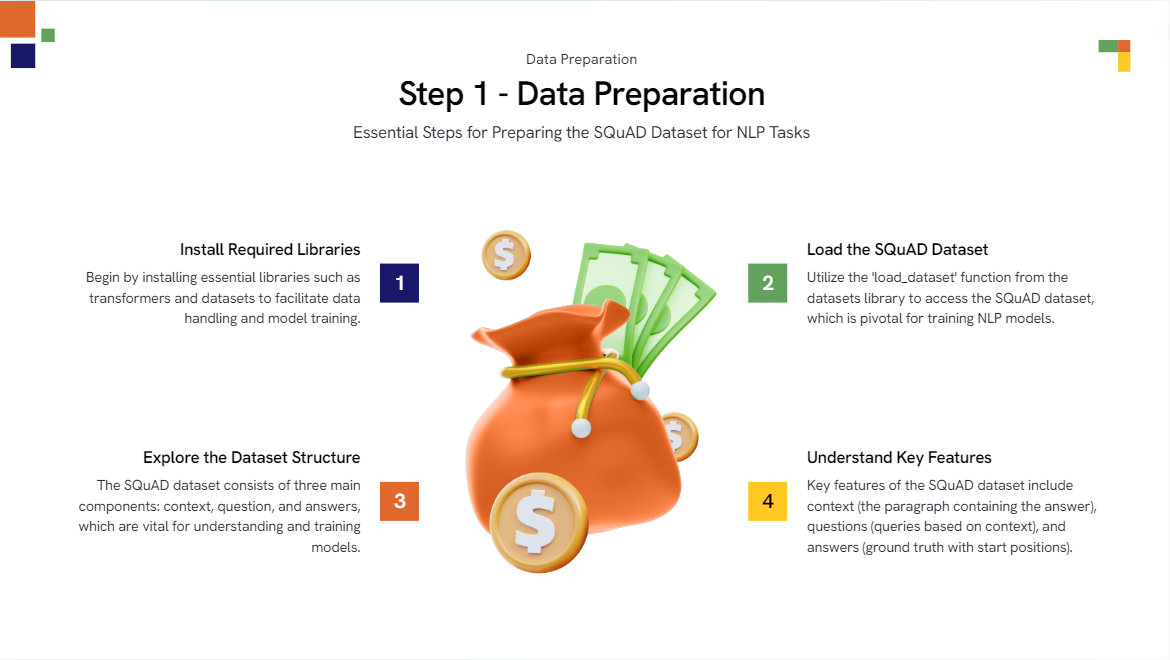 Data Preparation
Step 1 - Data Preparation
Essential Steps for Preparing the SQuAD Dataset for NLP Tasks
Install Required Libraries
Begin by installing essential libraries such as
transformers and datasets to facilitate data
handling and model training.
1
$
2
Load the SQuAD Dataset
Utilize the 'load_dataset' function from the
datasets library to access the SQuAD dataset,
which is pivotal for training NLP models.
Explore the Dataset Structure
The SQuAD dataset consists of three main
components: context, question, and answers,
which are vital for understanding and training
models.
3
$
$
4
Understand Key Features
Key features of the SQuAD dataset include
context (the paragraph containing the answer),
questions (queries based on context), and
answers (ground truth with start positions).